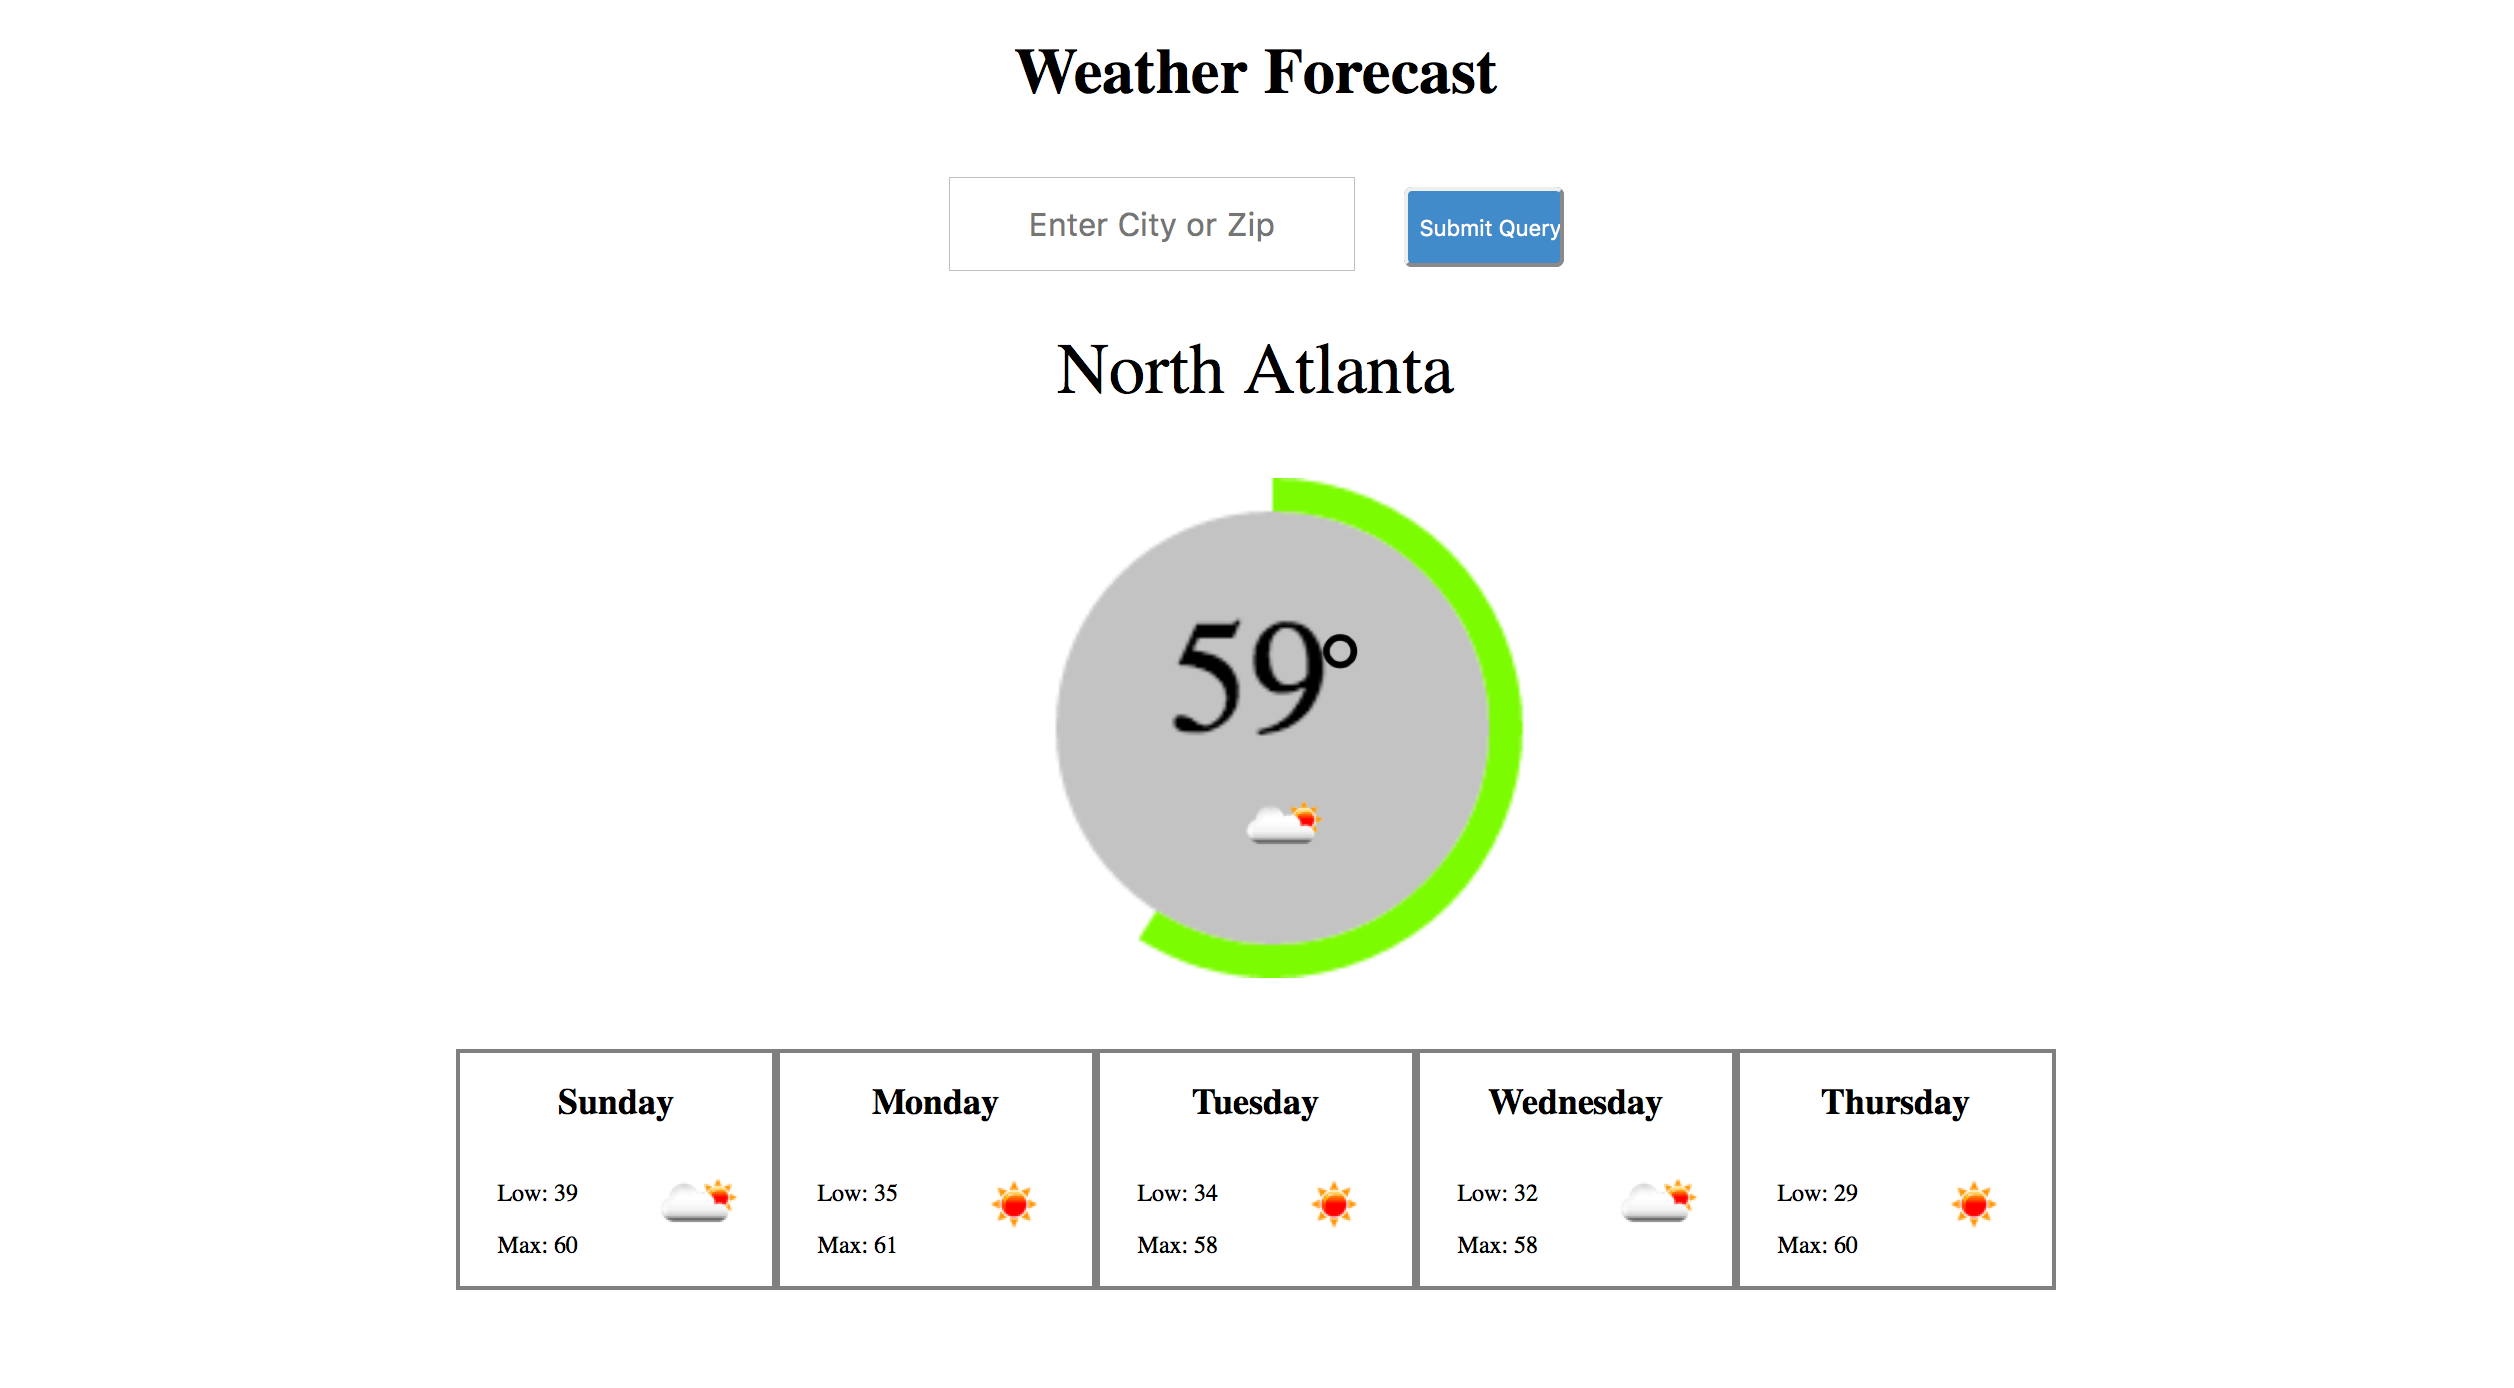 Weather Forecast
Enter City or Zip
Submit Query
North Atlanta
59°
Sunday
Low: 39
Max: 60
Monday
Low: 35
Max: 61
Tuesday
Low: 34
Max: 58
Wednesday
Low: 32
Max: 58
Thursday
Low: 29
Max: 60